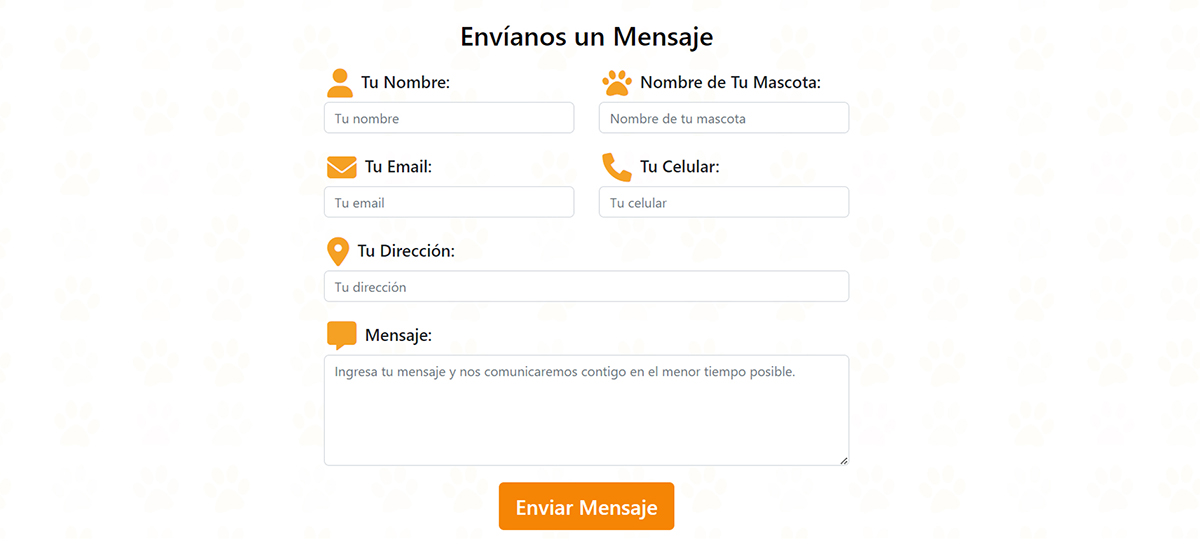 Envíanos un Mensaje
Tu Nombre:
Nombre de Tu Mascota:
Tu nombre
Nombre de tu mascota
Tu Email:
Tu Celular:
Tu email
Tu celular
Tu Dirección:
Tu dirección
Mensaje:
Ingresa tu mensaje y nos comunicaremos contigo en el menor tiempo posible.
Enviar Mensaje